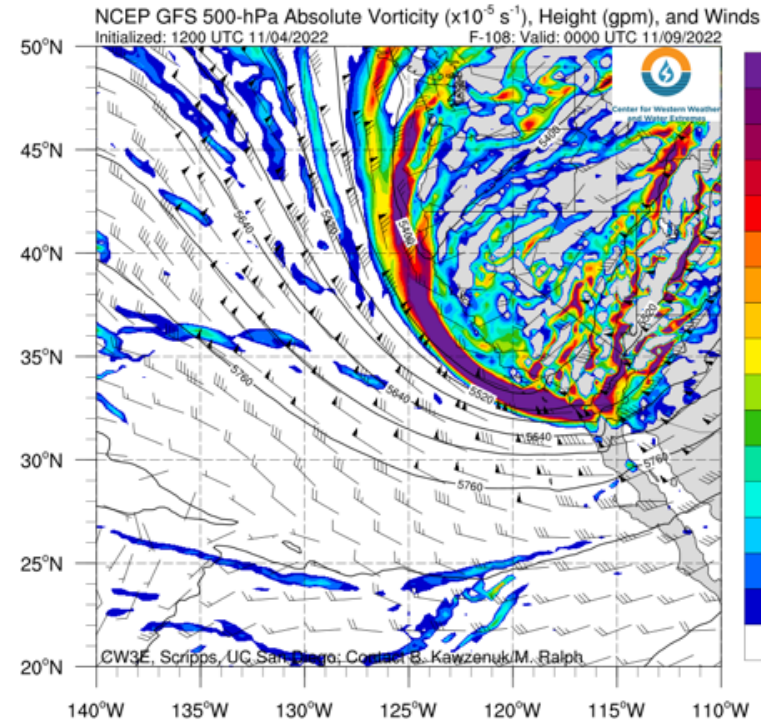 NCEP GFS 500-hPa Absolute Vorticity (x10⁻⁵ s⁻¹), Height (gpm), and Winds
Initialized: 1200 UTC 11/04/2022 F-108: Valid: 0000 UTC 11/09/2022
50°N
Center for Western Weather
and Water Extremes
5400
45°N
5640
5400
40°N
35°N
5760
5640
5520
5640
30°N
5760
5760
25°N
20°N
CW3E, Scripps, UC San Diego; Contact B. Kawzenuk/M. Ralph
140°W 135°W 130°W 125°W 120°W 115°W 110°W